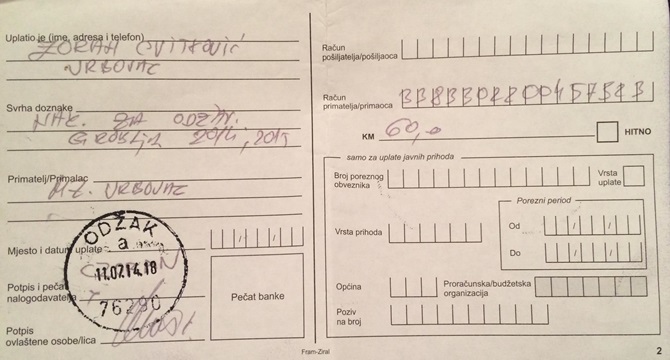 Uplatio je (ime, adresa i telefon)
ZORAN CVITKOVIĆ
VRBOVAC
Svrha doznake
NAK. ZA ODRŽ.
GROBLJA 2014, 2015
Primatelj/Primalac
M.Z. VRBOVAC
Mjesto i datum uplate
ODŽAK
a
11.07.14.18
76290
Potpis i pečat
nalogodavatelja
Pečat banke
Potpis
ovlaštene osobe/lica
Račun
pošiljatelja/pošiljaoca
Račun
primatelja/primaoca
KM 60,00
HITNO
samo za uplate javnih prihoda
Broj poreznog
obveznika
Vrsta
uplate
Porezni period
Vrsta prihoda
Od
Do
Općina
Proračunska/budžetska
organizacija
Poziv
na broj
Fram-Ziral
2